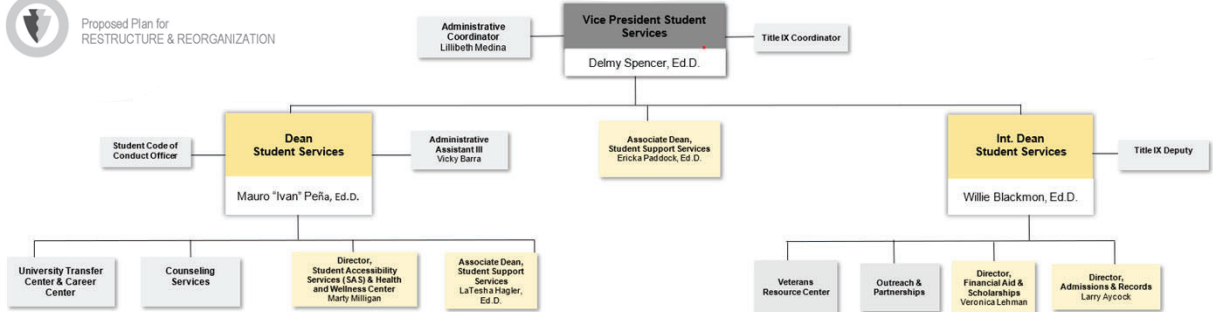 Proposed Plan for
RESTRUCTURE & REORGANIZATION
Administrative
Coordinator
Lillibeth Medina
Vice President Student
Services
Delmy Spencer, Ed.D.
Title IX Coordinator
Student Code of
Conduct Officer
Dean
Student Services
Mauro "Ivan" Peña, Ed.D.
Administrative
Assistant III
Vicky Barra
Associate Dean,
Student Support Services
Ericka Paddock, Ed.D.
Int. Dean
Student Services
Willie Blackmon, Ed.D.
Title IX Deputy
University Transfer
Center & Career
Center
Counseling
Services
Director,
Student Accessibility
Services (SAS) & Health
and Wellness Center
Marty Milligan
Associate Dean,
Student Support
Services
LaTesha Hagler,
Ed.D.
Veterans
Resource Center
Outreach &
Partnerships
Director,
Financial Aid &
Scholarships
Veronica Lehman
Director,
Admissions & Records
Larry Aycock